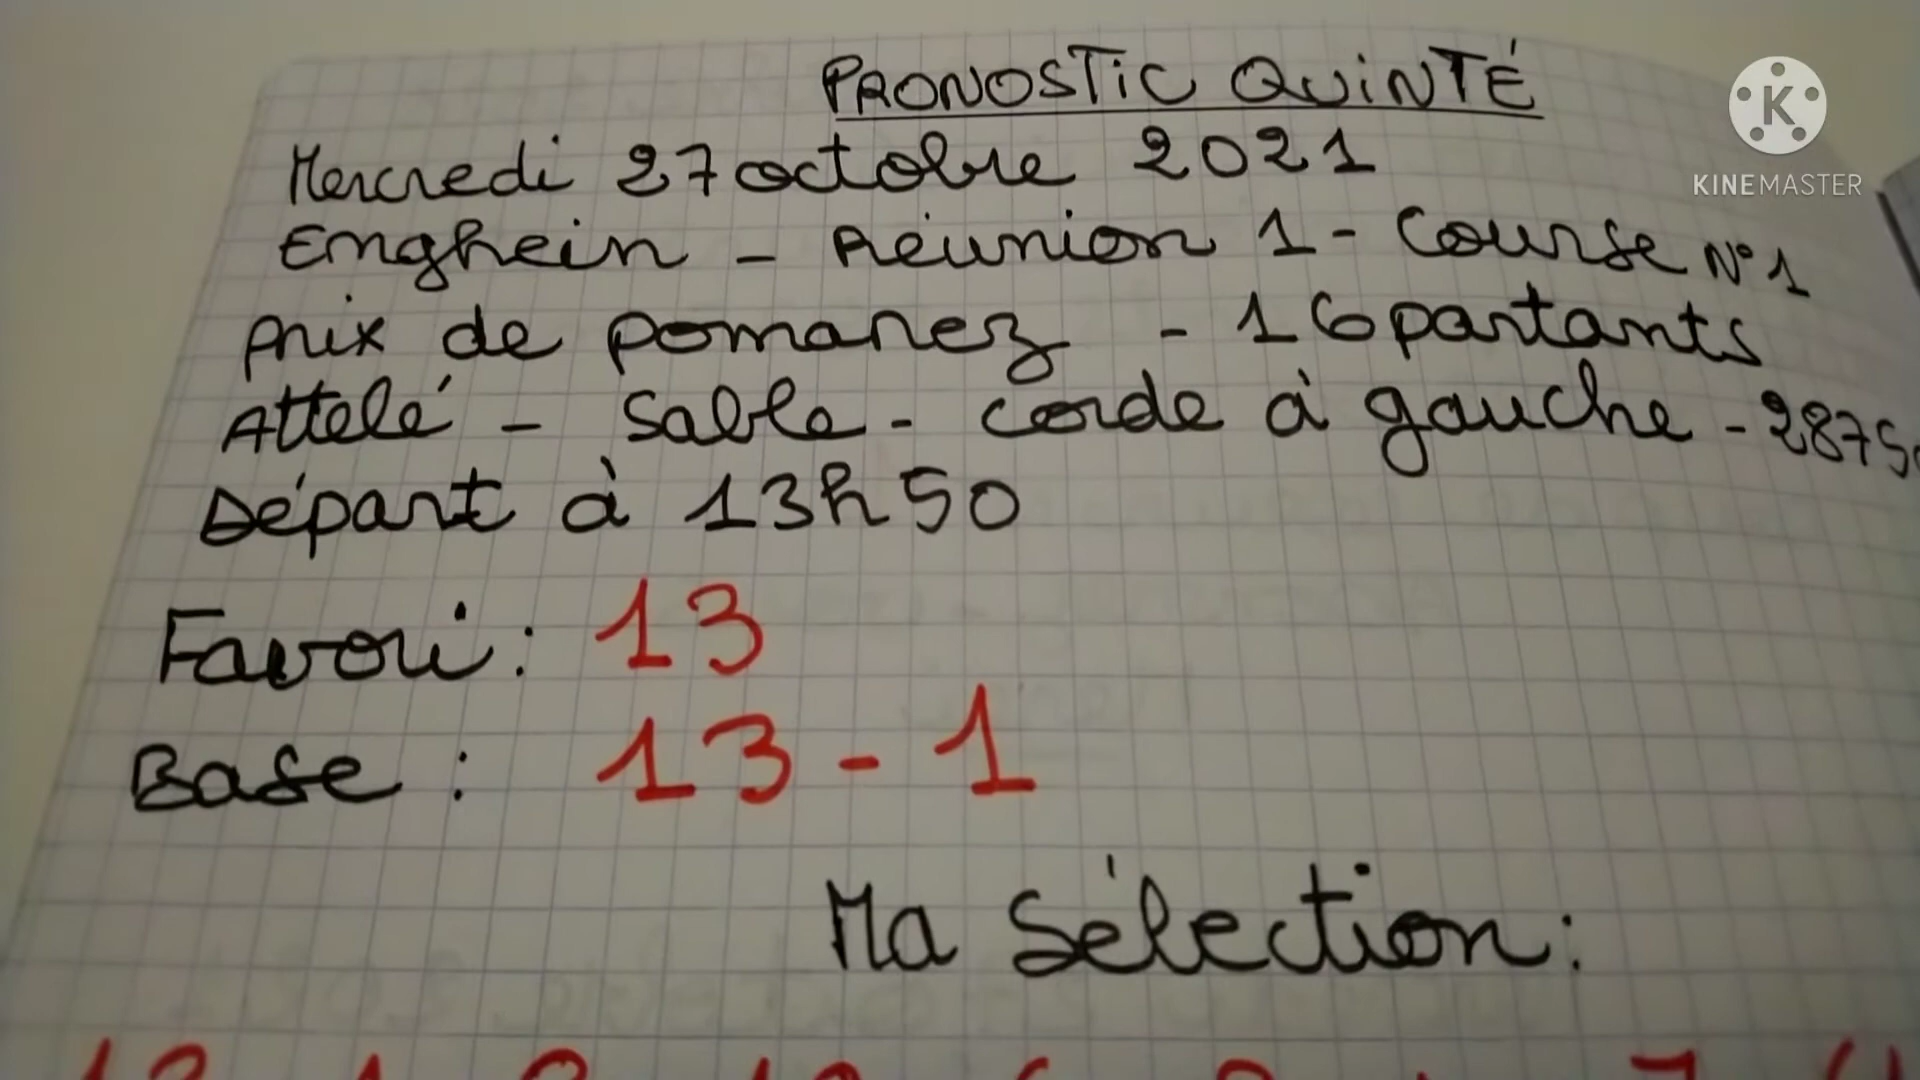 PRONOSTIC QUINTÉ
Mercredi 27 octobre 2021
Enghein - Réunion 1 - Course N°1
Prix de pomarez - 16 partants
Attelé - Sable - corde à gauche - 2875
Départ à 13h50
Favori : 13
Base : 13 - 1
Ma Sélection :
K
KINEMASTER